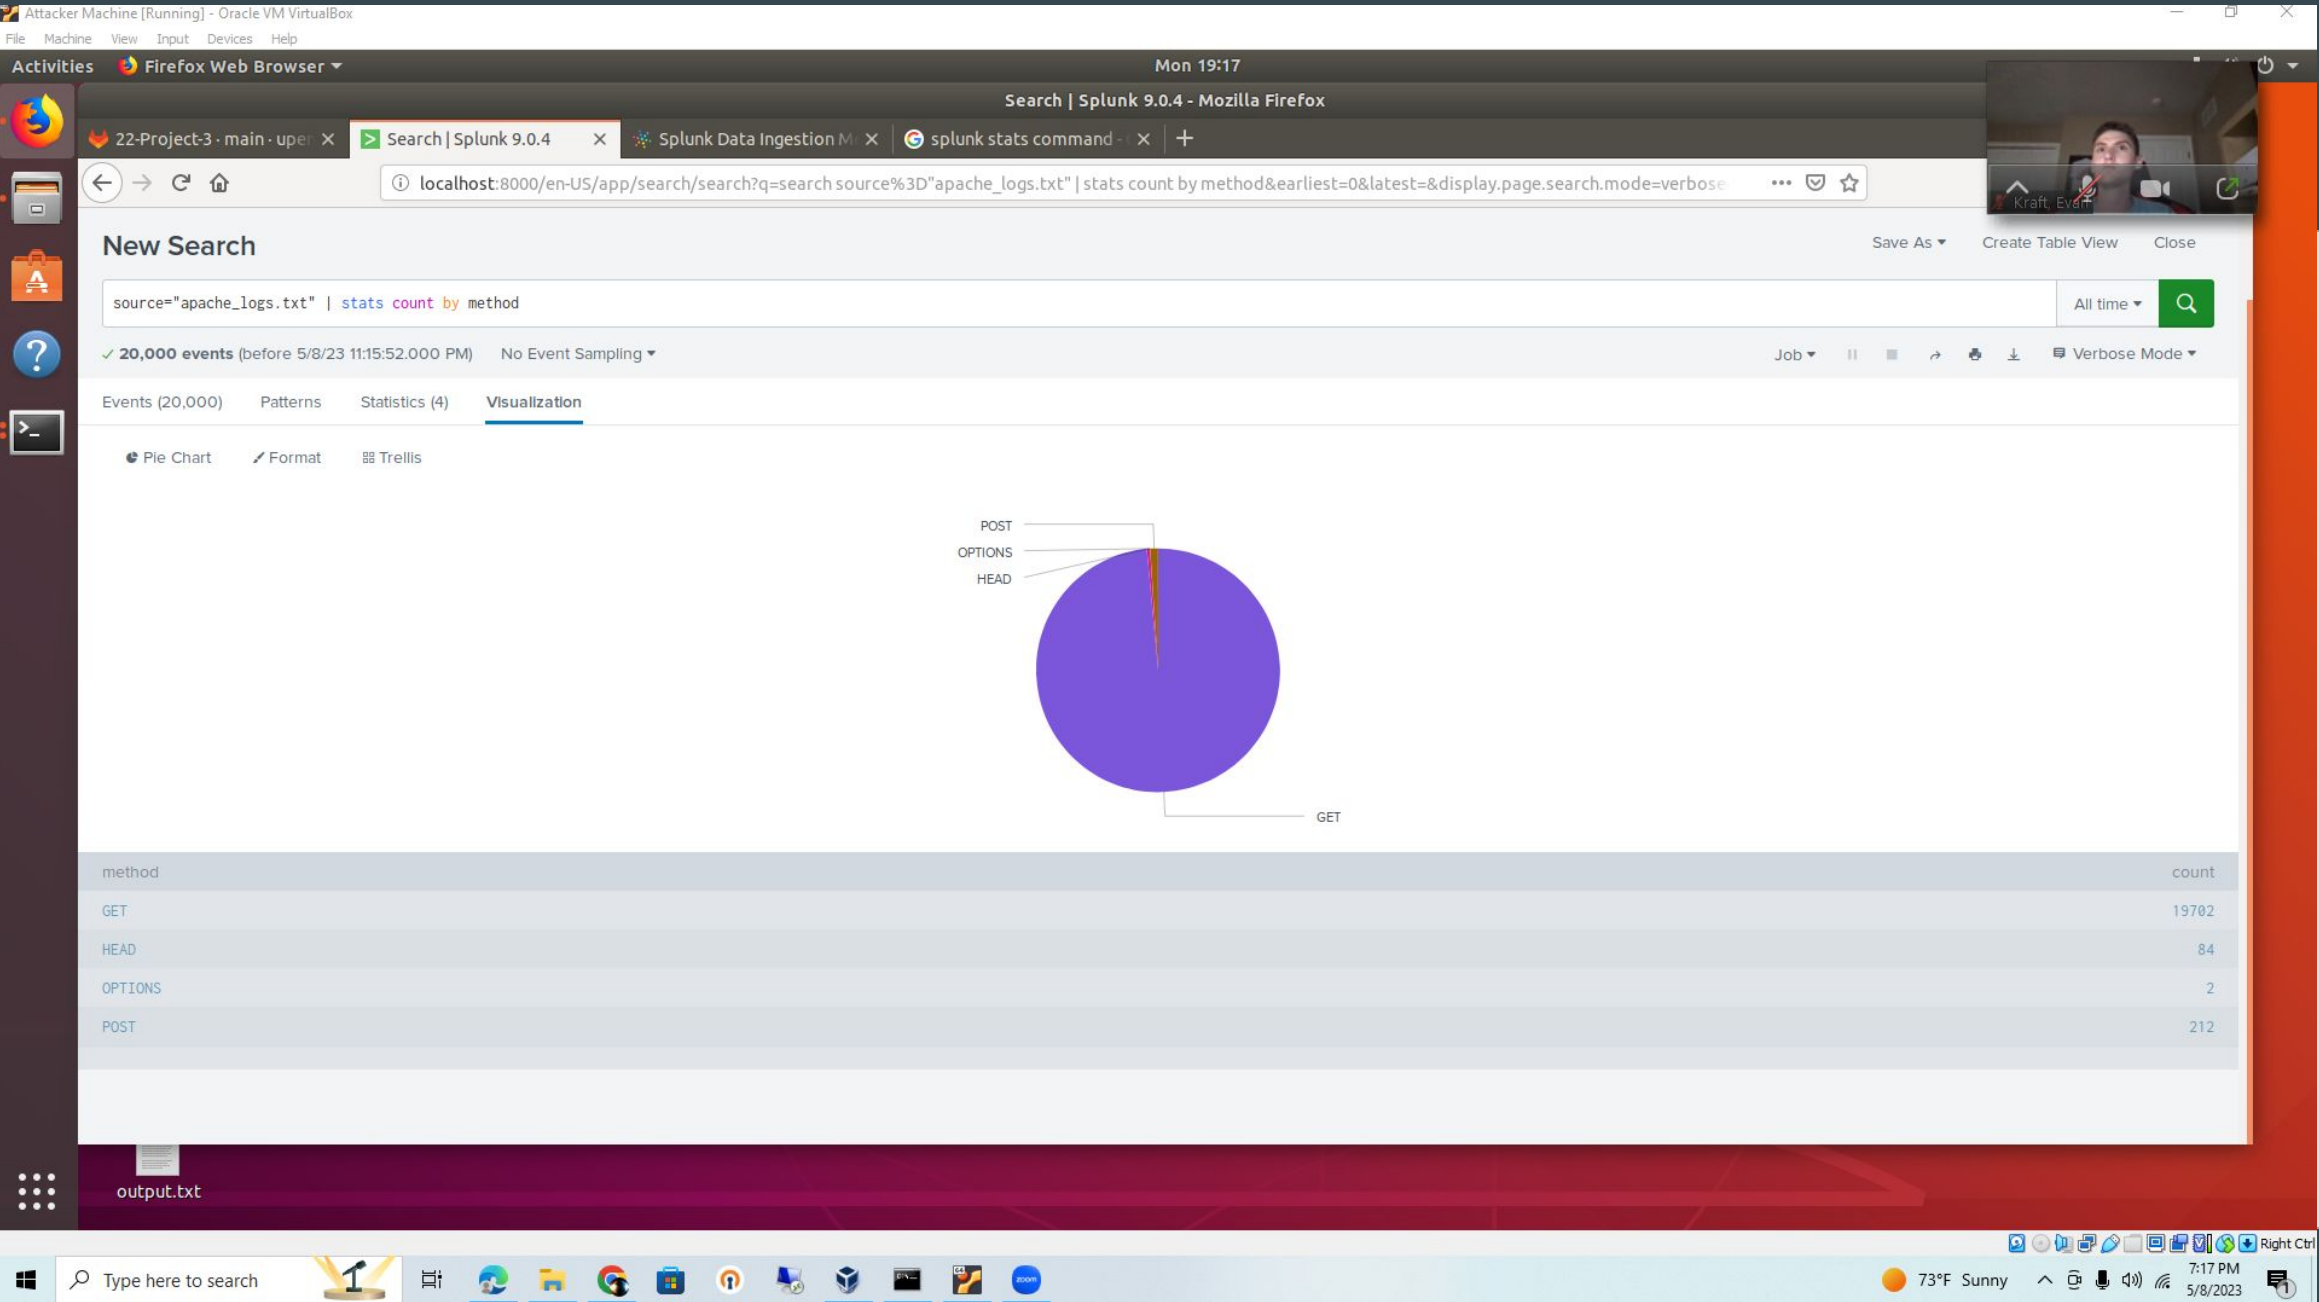 Attacker Machine [Running] - Oracle VM VirtualBox
File Machine View Input Devices Help
Activities Firefox Web Browser Mon 19:17
Search | Splunk 9.0.4 - Mozilla Firefox
22-Project-3 · main · uper Search | Splunk 9.0.4 Splunk Data Ingestion M splunk stats command -
localhost:8000/en-US/app/search/search?q=search source%3D"apache_logs.txt" | stats count by method&earliest=0&latest=&display.page.search.mode=verbose
Kraft, Evan
New Search
Save As Create Table View Close
source="apache_logs.txt" | stats count by method
All time
20,000 events (before 5/8/23 11:15:52.000 PM) No Event Sampling
Job Verbose Mode
Events (20,000) Patterns Statistics (4) Visualization
Pie Chart Format Trellis
POST
OPTIONS
HEAD
GET
method count
GET 19702
HEAD 84
OPTIONS 2
POST 212
output.txt
Right Ctrl
Type here to search
zoom
73°F Sunny
7:17 PM
5/8/2023
1